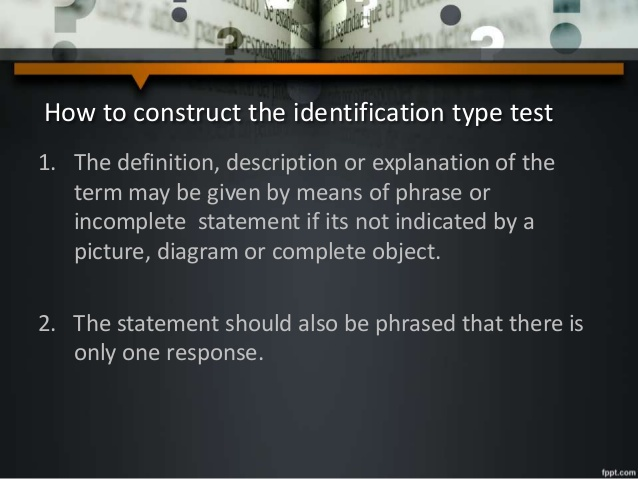 How to construct the identification type test
1. The definition, description or explanation of the
term may be given by means of phrase or
incomplete statement if its not indicated by a
picture, diagram or complete object.
2. The statement should also be phrased that there is
only one response.
fppt.com